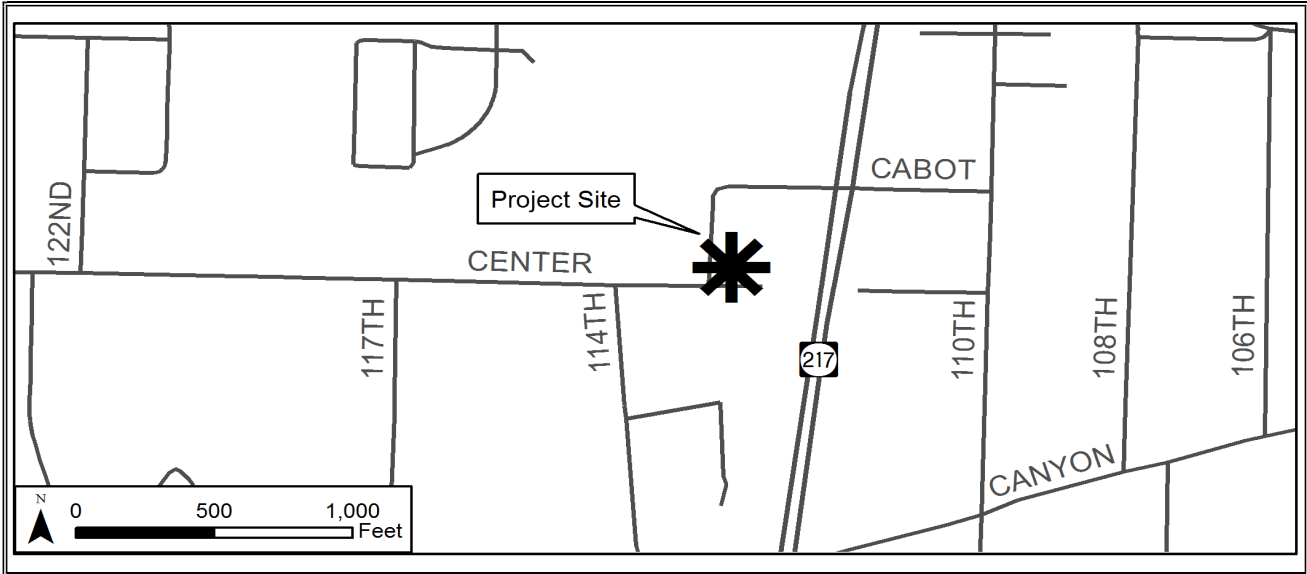 CABOT
Project Site
122ND
CENTER
117TH
114TH
110TH
108TH
106TH
217
CANYON
N
0 500 1,000
Feet